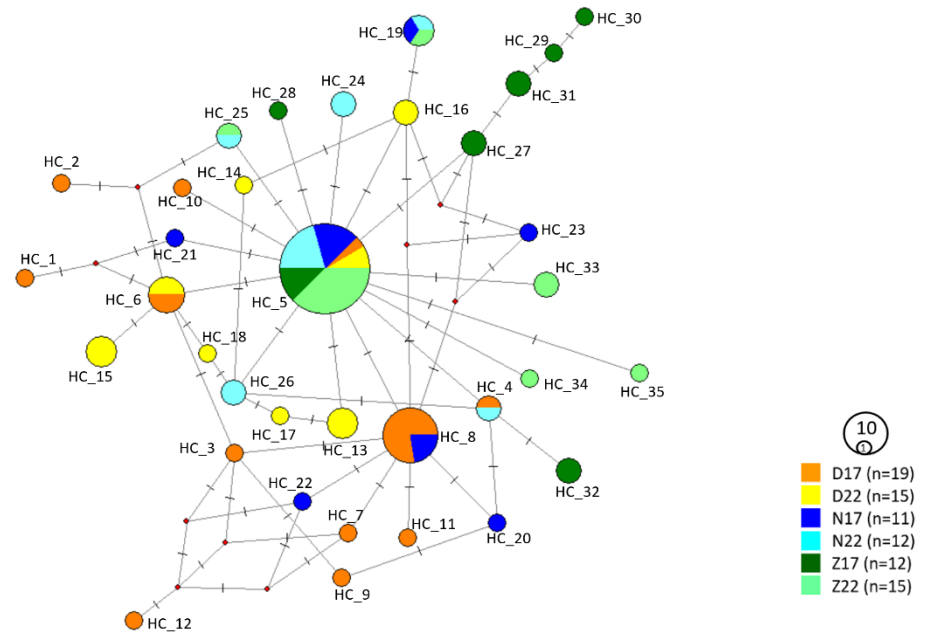 HC_30
HC_19
HC_29
HC_31
HC_24
HC_28
HC_16
HC_25
HC_27
HC_2
HC_14
HC_10
HC_23
HC_21
HC_1
HC_33
HC_6
HC_5
HC_18
HC_15
HC_34
HC_35
HC_26
HC_4
HC_17
HC_13
HC_8
HC_3
HC_22
HC_32
HC_7
HC_11
HC_20
HC_9
HC_12
10
1
D17 (n=19)
D22 (n=15)
N17 (n=11)
N22 (n=12)
Z17 (n=12)
Z22 (n=15)